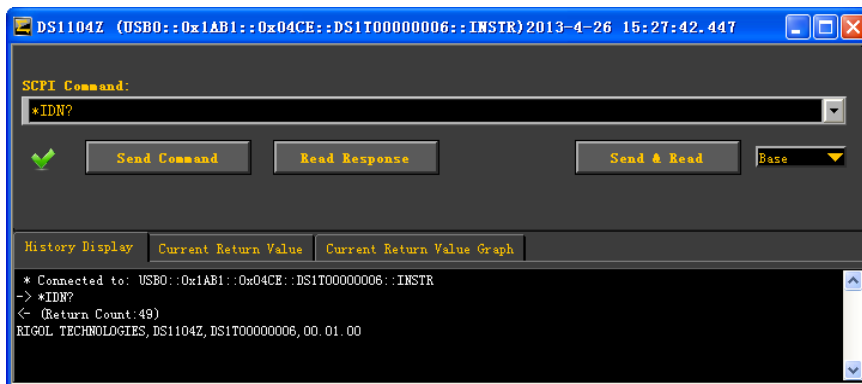 DS1104Z (USB0::0x1AB1::0x04CE::DS1T00000006::INSTR)2013-4-26 15:27:42.447
SCPI Command:
*IDN?
Send Command Read Response Send & Read Base
History Display Current Return Value Current Return Value Graph
* Connected to: USB0::0x1AB1::0x04CE::DS1T00000006::INSTR
-> *IDN?
<- (Return Count:49)
RIGOL TECHNOLOGIES,DS1104Z,DS1T00000006,00.01.00